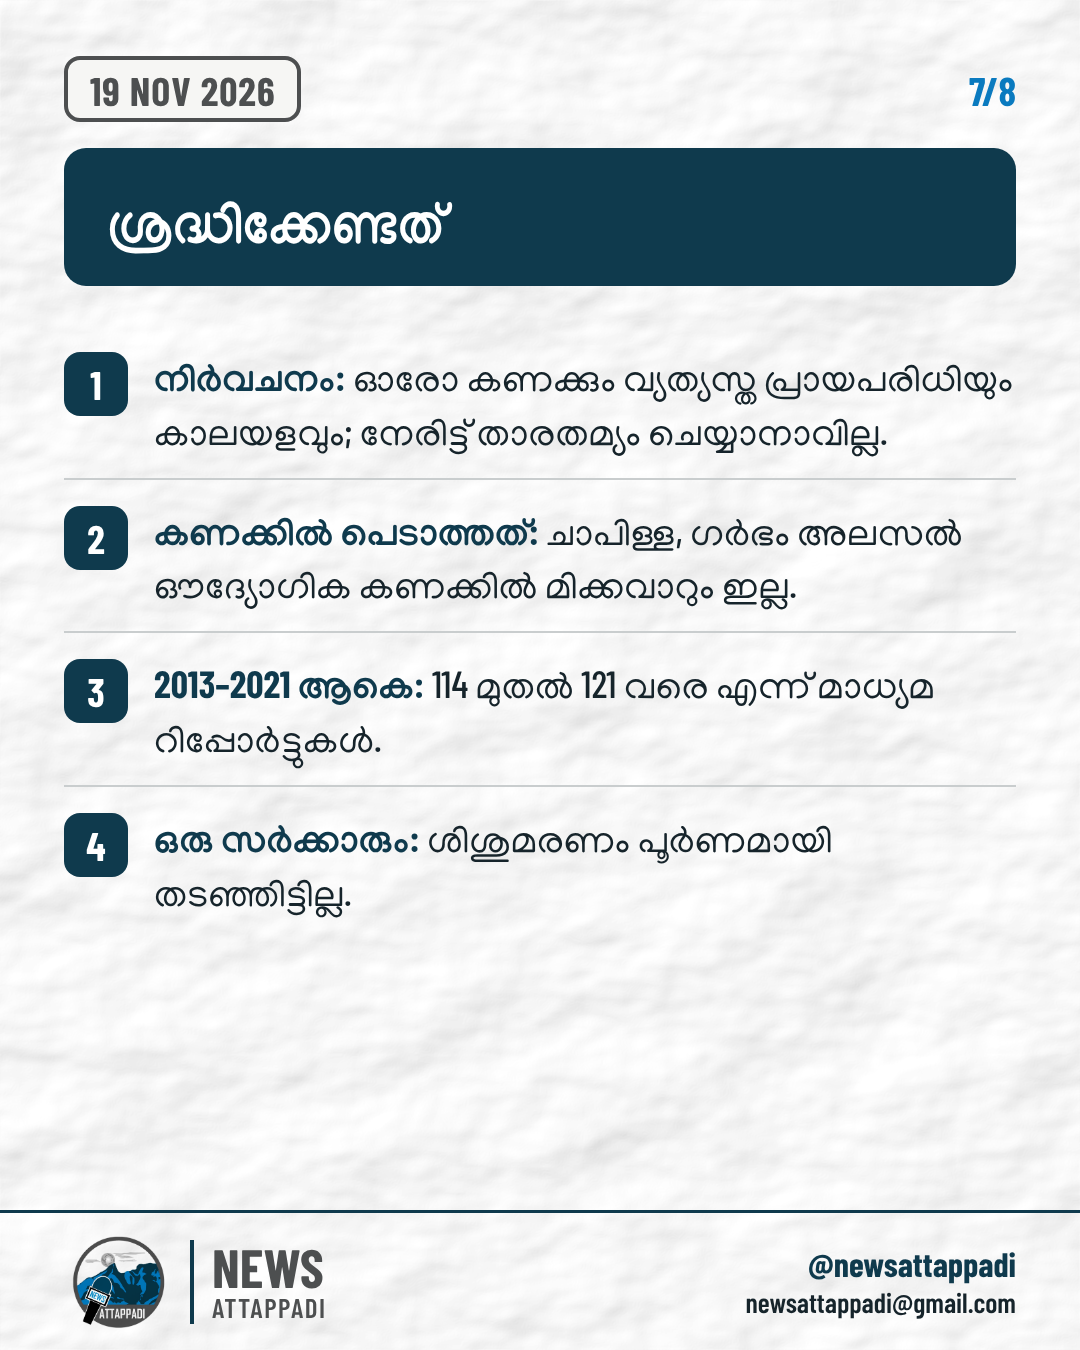 19 NOV 2026
7/8
ശ്രദ്ധിക്കേണ്ടത്
1
നിർവചനം: ഓരോ കണക്കും വ്യത്യസ്ത പ്രായപരിധിയും
കാലയളവും; നേരിട്ട് താരതമ്യം ചെയ്യാനാവില്ല.
2
കണക്കിൽ പെടാത്തത്: ചാപിള്ള, ഗർഭം അലസൽ
ഔദ്യോഗിക കണക്കിൽ മിക്കവാറും ഇല്ല.
3
2013–2021 ആകെ: 114 മുതൽ 121 വരെ എന്ന് മാധ്യമ
റിപ്പോർട്ടുകൾ.
4
ഒരു സർക്കാരും: ശിശുമരണം പൂർണമായി
തടഞ്ഞിട്ടില്ല.
NEWS
ATTAPPADI
NEWS
ATTAPPADI
@newsattappadi
newsattappadi@gmail.com